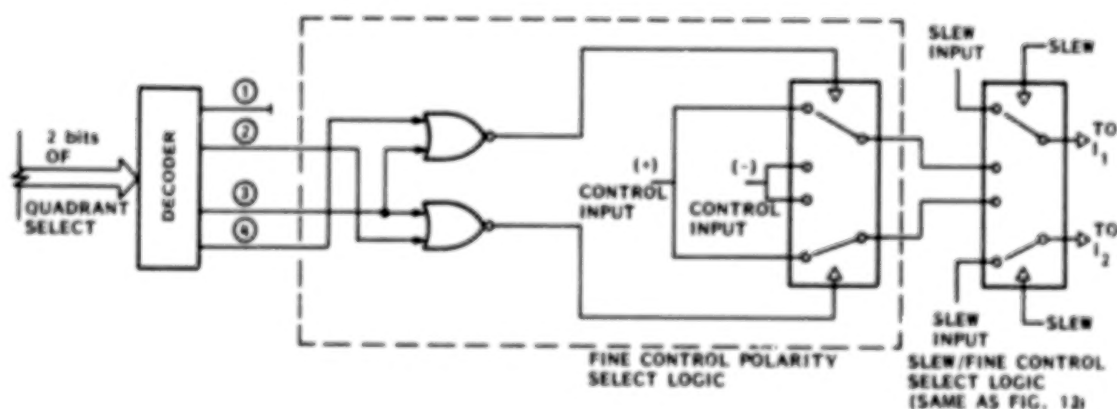 2 bits
OF
QUADRANT
SELECT
DECODER
①
②
③
④
(+)
CONTROL
INPUT
(-)
CONTROL
INPUT
FINE CONTROL POLARITY
SELECT LOGIC
SLEW
INPUT
SLEW
TO
I1
TO
I2
SLEW
INPUT
SLEW
SLEW/FINE CONTROL
SELECT LOGIC
(SAME AS FIG. 13)